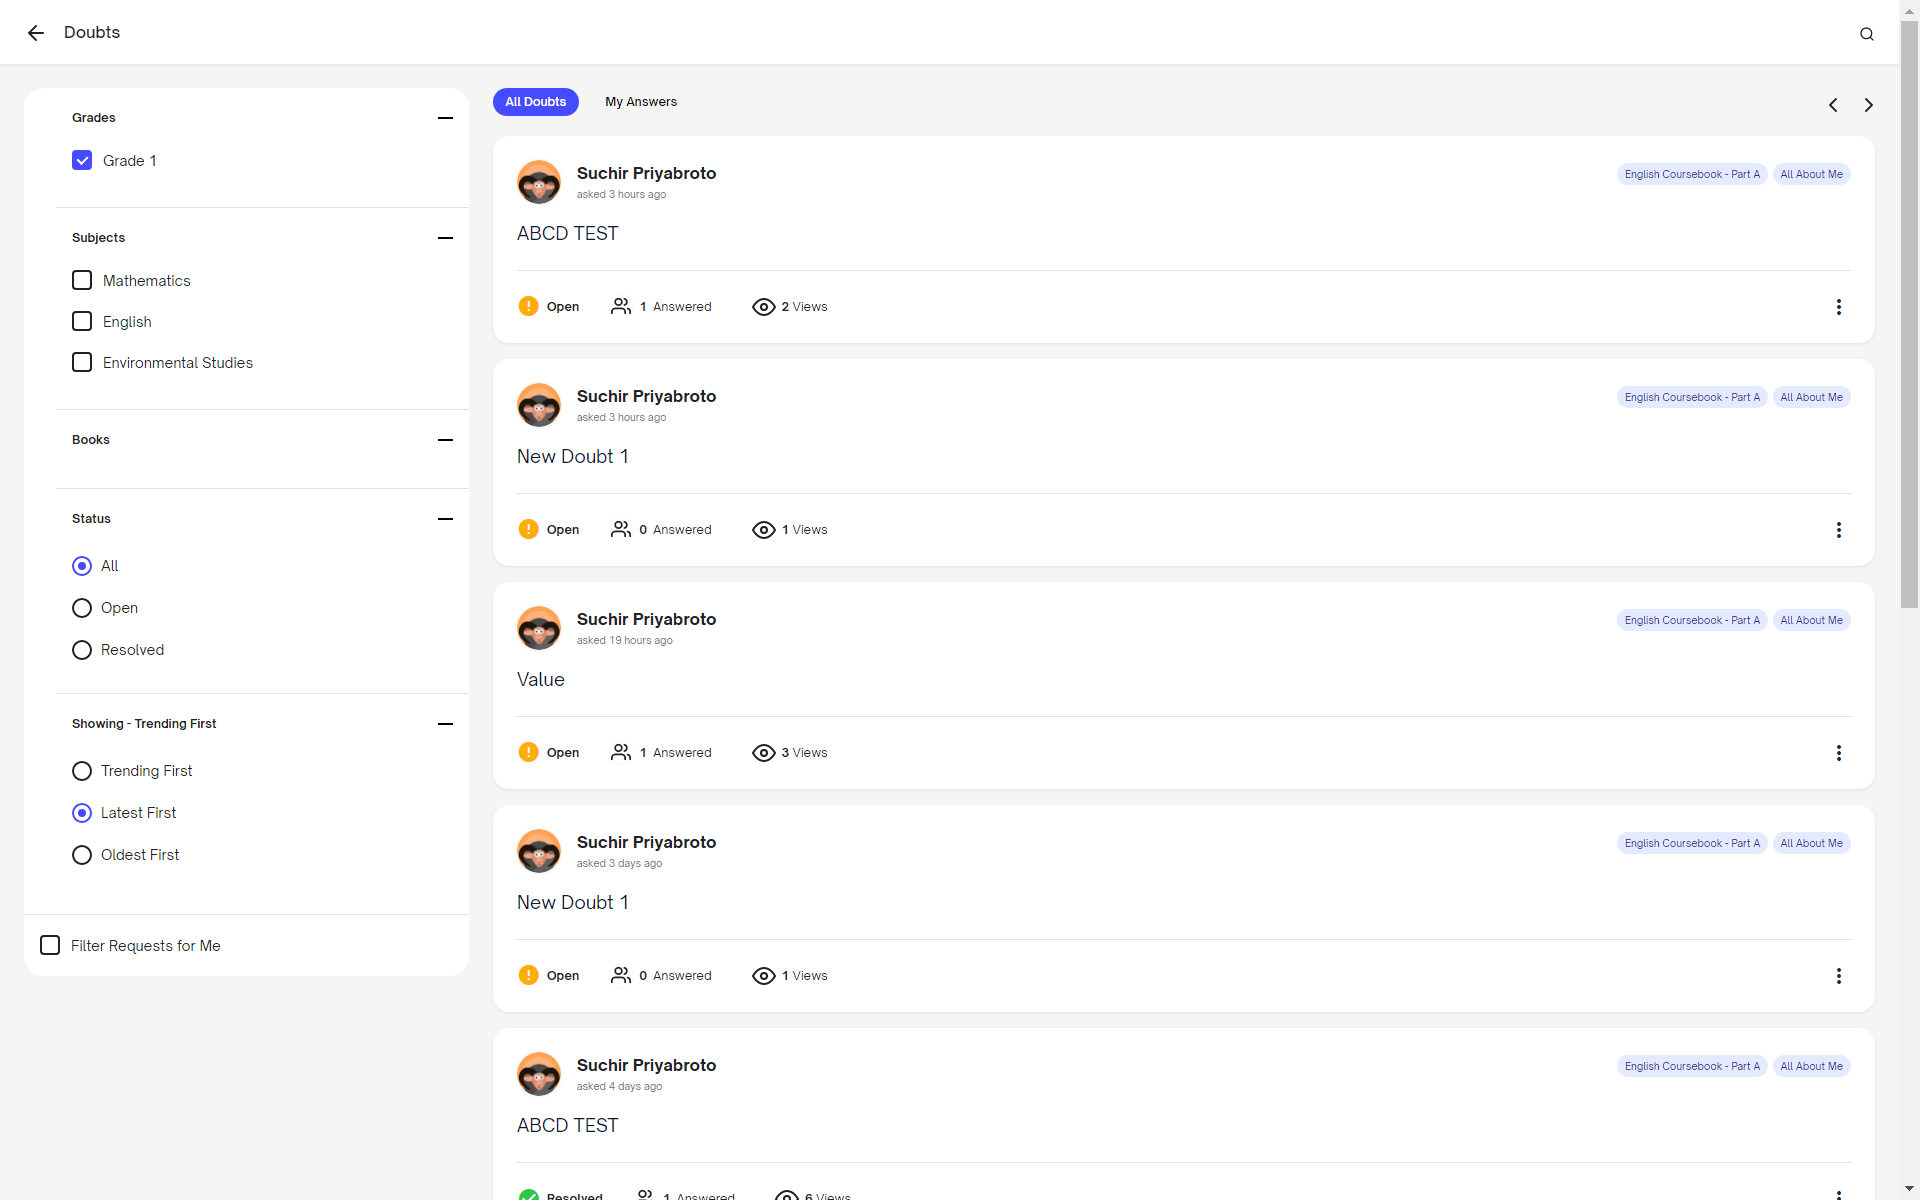 Doubts
Grades
Grade 1
Subjects
Mathematics
English
Environmental Studies
Books
Status
All
Open
Resolved
Showing - Trending First
Trending First
Latest First
Oldest First
Filter Requests for Me
All Doubts My Answers
Suchir Priyabroto English Coursebook - Part A All About Me
asked 3 hours ago
ABCD TEST
Open 1 Answered 2 Views
Suchir Priyabroto English Coursebook - Part A All About Me
asked 3 hours ago
New Doubt 1
Open 0 Answered 1 Views
Suchir Priyabroto English Coursebook - Part A All About Me
asked 19 hours ago
Value
Open 1 Answered 3 Views
Suchir Priyabroto English Coursebook - Part A All About Me
asked 3 days ago
New Doubt 1
Open 0 Answered 1 Views
Suchir Priyabroto English Coursebook - Part A All About Me
asked 4 days ago
ABCD TEST
Resolved 1 Answered 6 Views